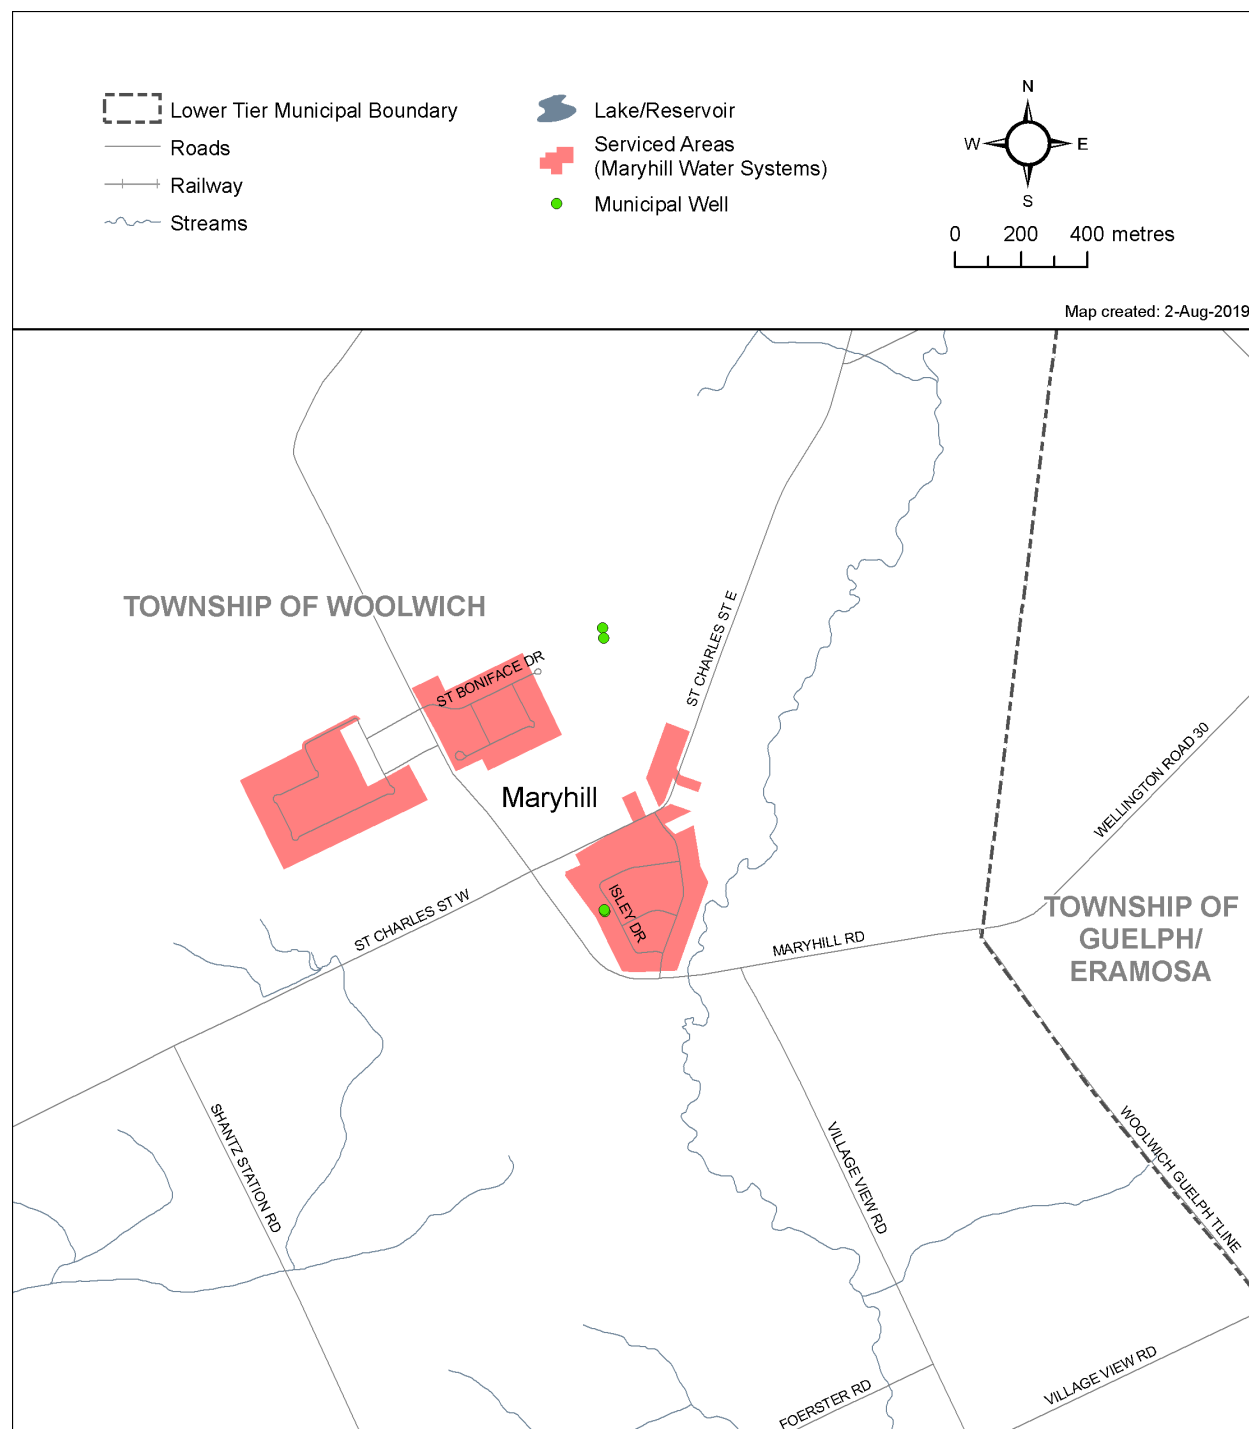 Lower Tier Municipal Boundary
Roads
Railway
Streams
Lake/Reservoir
Serviced Areas
(Maryhill Water Systems)
Municipal Well
N
W E
S
0 200 400 metres
Map created: 2-Aug-2019
TOWNSHIP OF WOOLWICH
ST CHARLES ST E
ST BONIFACE DR
WELLINGTON ROAD 30
Maryhill
ISLEY DR
ST CHARLES ST W
MARYHILL RD
TOWNSHIP OF
GUELPH/
ERAMOSA
SHANTZ STATION RD
VILLAGE VIEW RD
WOOLWICH GUELPH TLINE
FOERSTER RD
VILLAGE VIEW RD